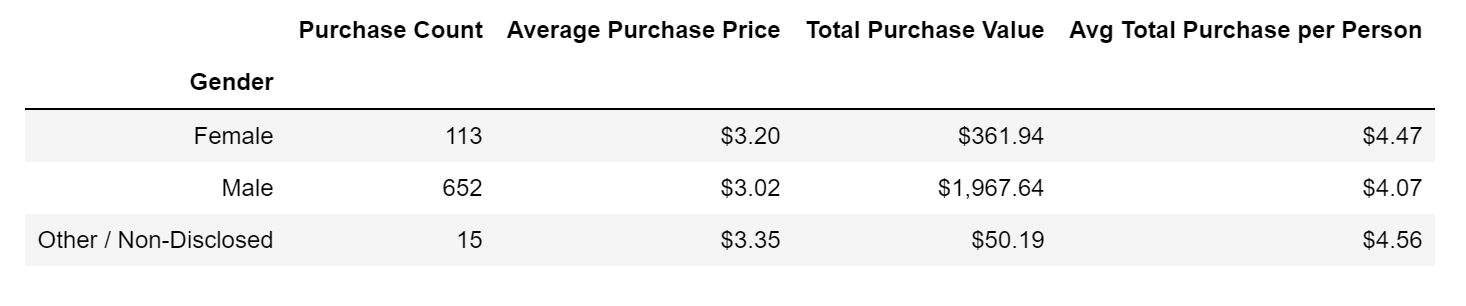 Purchase Count Average Purchase Price Total Purchase Value Avg Total Purchase per Person
Gender
Female 113 $3.20 $361.94 $4.47
Male 652 $3.02 $1,967.64 $4.07
Other / Non-Disclosed 15 $3.35 $50.19 $4.56